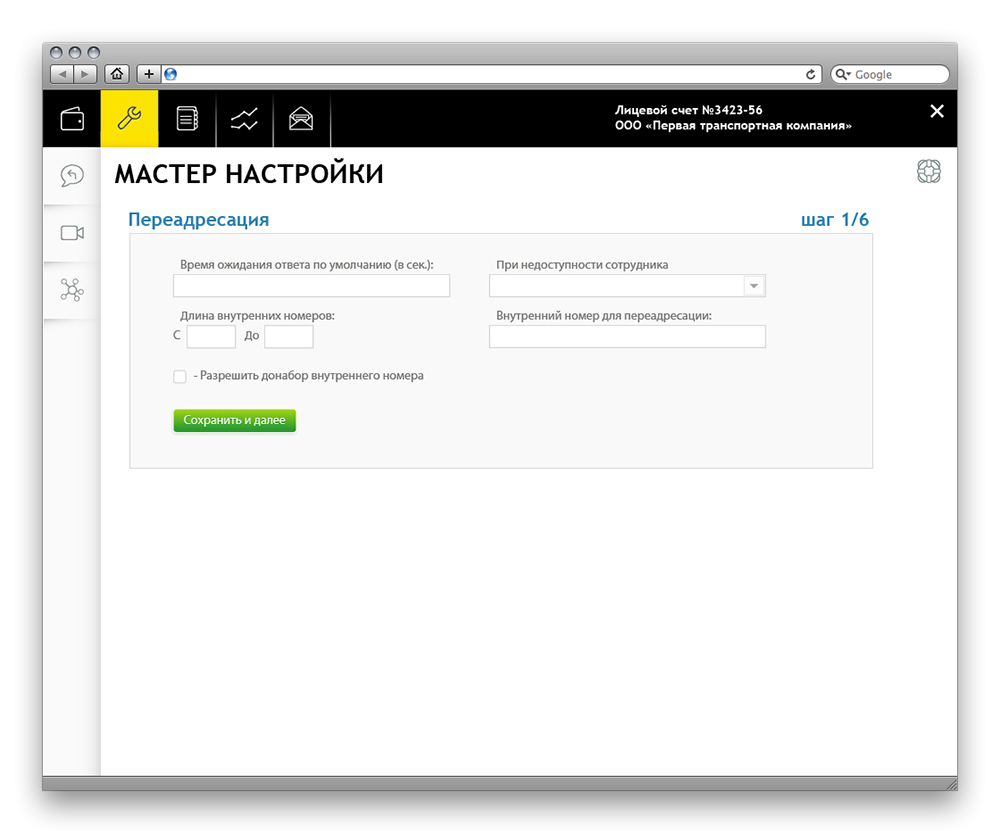 Google
Лицевой счет №3423-56
ООО «Первая транспортная компания»
МАСТЕР НАСТРОЙКИ
Переадресация
шаг 1/6
Время ожидания ответа по умолчанию (в сек.):
При недоступности сотрудника
Длина внутренних номеров:
С До
Внутренний номер для переадресации:
- Разрешить донабор внутреннего номера
Сохранить и далее